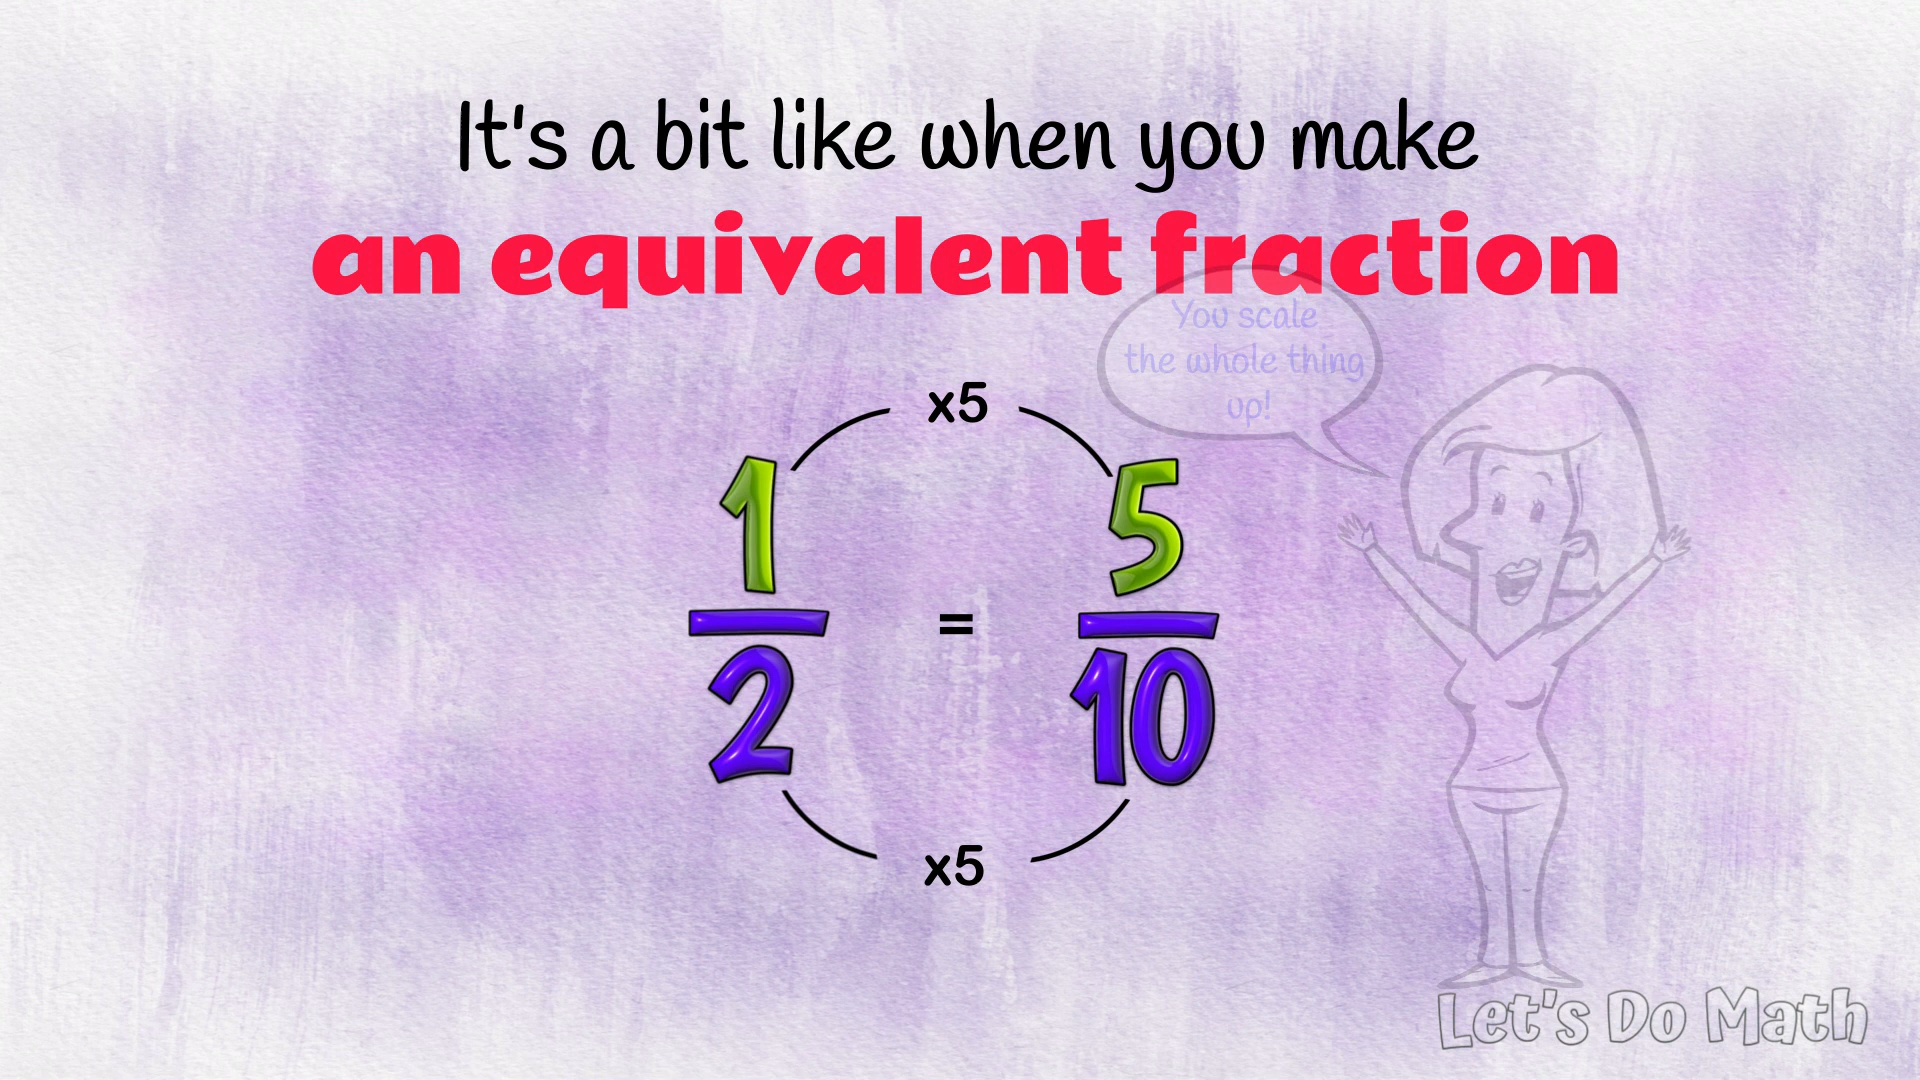 It's a bit like when you make
an equivalent fraction
You scale
the whole thing
up!
x5
1 5
=
2 10
x5
Let's Do Math